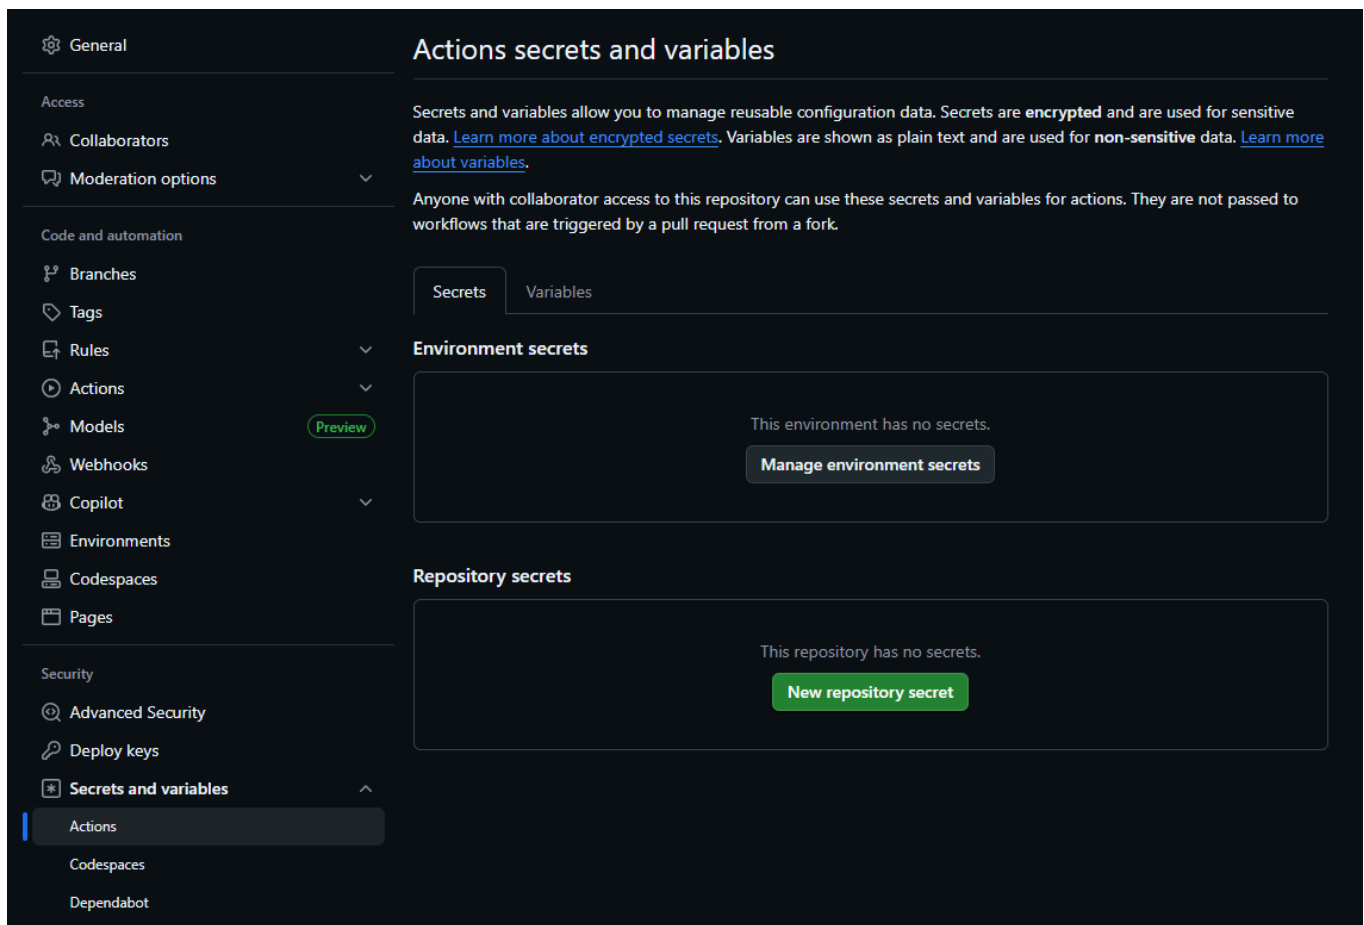 General
Access
Collaborators
Moderation options
Code and automation
Branches
Tags
Rules
Actions
Models
Preview
Webhooks
Copilot
Environments
Codespaces
Pages
Security
Advanced Security
Deploy keys
Secrets and variables
Actions
Codespaces
Dependabot
Actions secrets and variables
Secrets and variables allow you to manage reusable configuration data. Secrets are encrypted and are used for sensitive
data. Learn more about encrypted secrets. Variables are shown as plain text and are used for non-sensitive data. Learn more
about variables.
Anyone with collaborator access to this repository can use these secrets and variables for actions. They are not passed to
workflows that are triggered by a pull request from a fork.
Secrets
Variables
Environment secrets
This environment has no secrets.
Manage environment secrets
Repository secrets
This repository has no secrets.
New repository secret